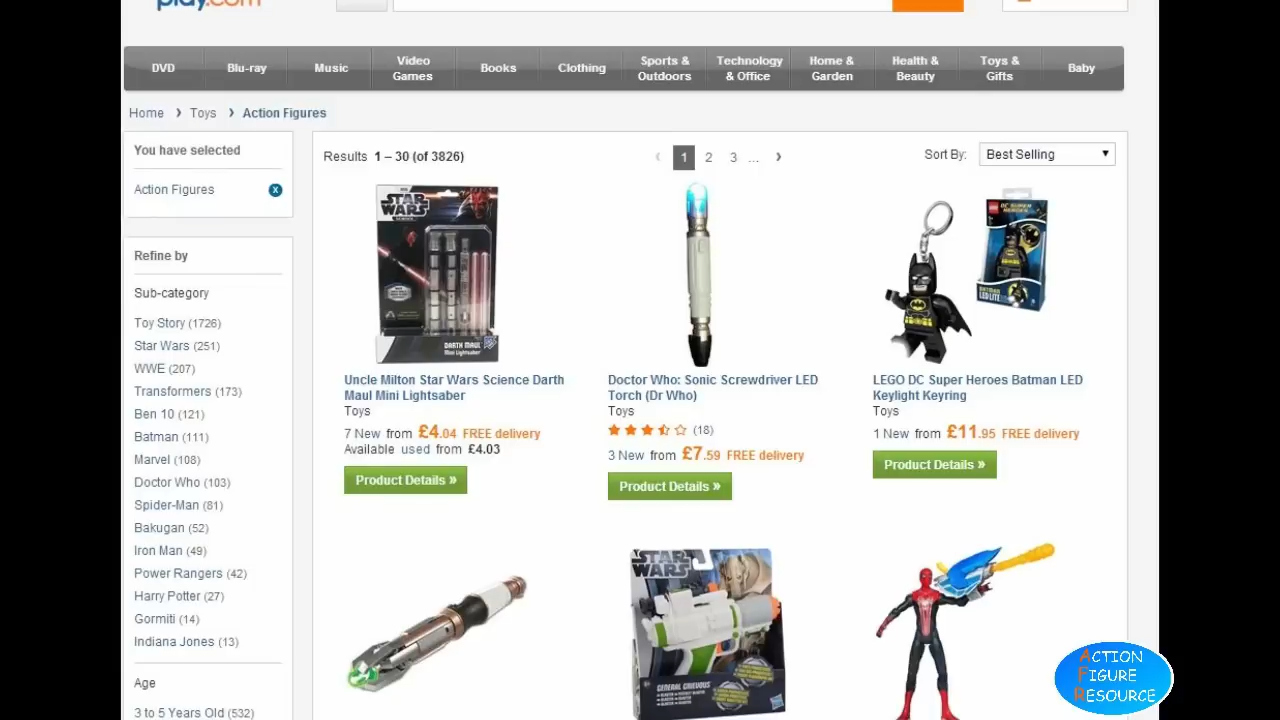 play.com
DVD
Blu-ray
Music
Video
Games
Books
Clothing
Sports &
Outdoors
Technology
& Office
Home &
Garden
Health &
Beauty
Toys &
Gifts
Baby
Home › Toys › Action Figures
You have selected
Action Figures
x
Refine by
Sub-category
Toy Story (1726)
Star Wars (251)
WWE (207)
Transformers (173)
Ben 10 (121)
Batman (111)
Marvel (108)
Doctor Who (103)
Spider-Man (81)
Bakugan (52)
Iron Man (49)
Power Rangers (42)
Harry Potter (27)
Gormiti (14)
Indiana Jones (13)
Age
3 to 5 Years Old (532)
Results 1 – 30 (of 3826)
‹ 1 2 3 ... ›
Sort By: Best Selling
STAR
WARS
DARTH MAUL
Mini Lightsaber
Uncle Milton Star Wars Science Darth
Maul Mini Lightsaber
Toys
7 New from £4.04 FREE delivery
Available used from £4.03
Product Details »
Doctor Who: Sonic Screwdriver LED
Torch (Dr Who)
Toys
(18)
3 New from £7.59 FREE delivery
Product Details »
LEGO DC Super Heroes Batman LED
Keylight Keyring
Toys
1 New from £11.95 FREE delivery
Product Details »
STAR
WARS
GENERAL GRIEVOUS
ACTION
FIGURE
RESOURCE